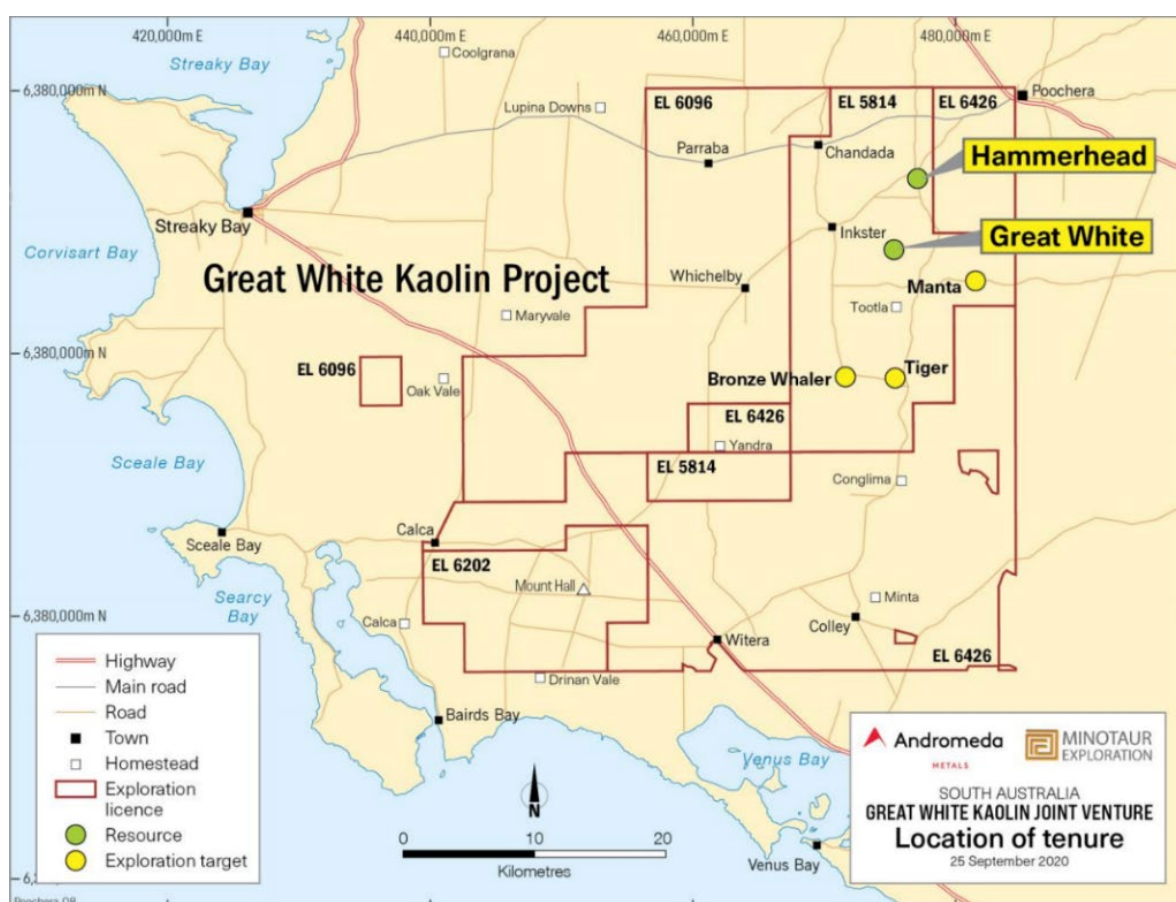 420,000m E
440,000m E
460,000m E
480,000m E
Streaky Bay
Coolgrana
6,380,000m N
Poochera
EL 6096
EL 5814
EL 6426
Lupina Downs
Parraba
Chandada
Hammerhead
Streaky Bay
Inkster
Great White
Corvisart Bay
Great White Kaolin Project
Whichelby
Manta
Maryvale
Tootla
6,380,000m N
EL 6096
Oak Vale
Bronze Whaler
Tiger
EL 6426
Yandra
Sceale Bay
EL 5814
Conglima
Calca
Sceale Bay
EL 6202
Mount Hall
Searcy
Bay
Minta
6,380,000m N
Calca
Colley
Witera
EL 6426
Drinan Vale
Bairds Bay
Venus Bay
Venus Bay
Highway
Main road
Road
Town
Homestead
Exploration
licence
Resource
Exploration target
N
0 10 20
Kilometres
Andromeda
METALS
MINOTAUR
EXPLORATION
SOUTH AUSTRALIA
GREAT WHITE KAOLIN JOINT VENTURE
Location of tenure
25 September 2020